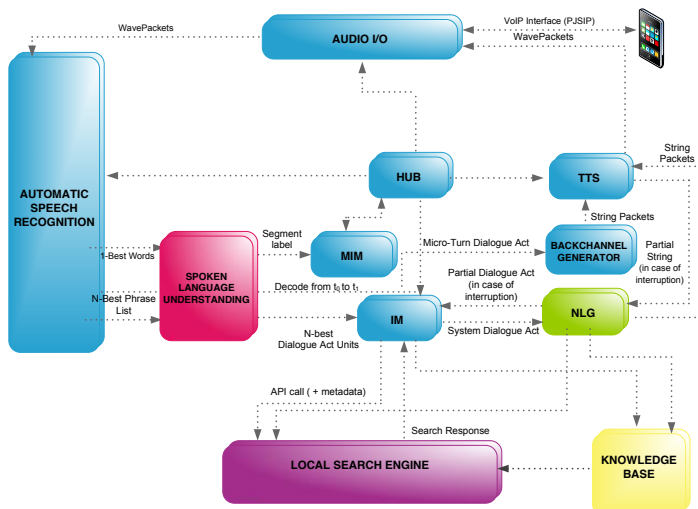 WavePackets
AUDIO I/O
VoIP Interface (PJSIP)
WavePackets
AUTOMATIC
SPEECH
RECOGNITION
HUB
TTS
String
Packets
String Packets
1-Best Words
Segment
label
MIM
Micro-Turn Dialogue Act
BACKCHANNEL
GENERATOR
Partial
String
(in case of
interruption)
SPOKEN
LANGUAGE
UNDERSTANDING
Decode from t0 to t1
Partial Dialogue Act
(in case of
interruption)
N-Best Phrase
List
N-best
Dialogue Act Units
IM
System Dialogue Act
NLG
API call ( + metadata)
Search Response
LOCAL SEARCH ENGINE
KNOWLEDGE
BASE